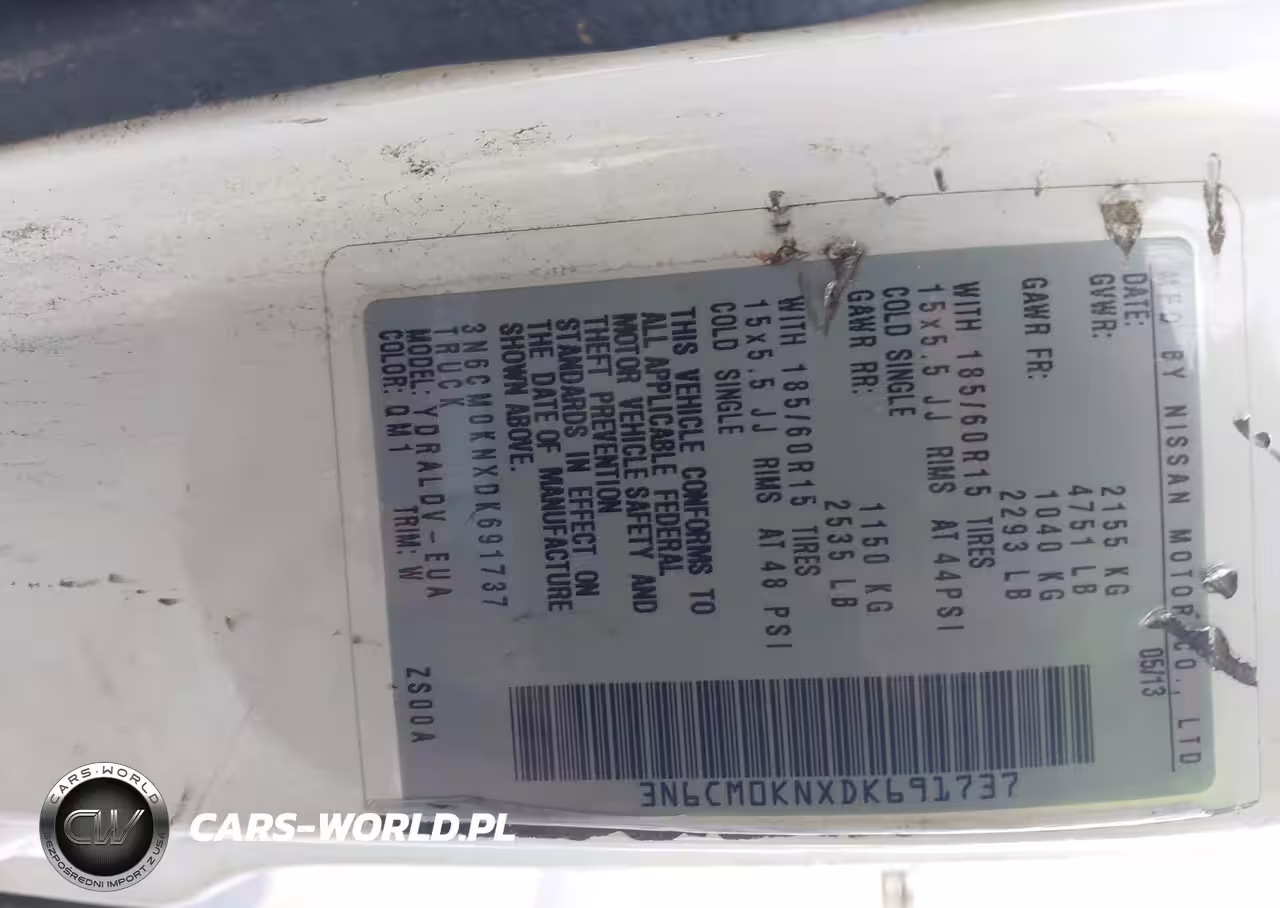 MFD BY NISSAN MOTOR CO., LTD
DATE: 05/13
GVWR: 2155 KG
4751 LB
GAWR FR: 1040 KG
2293 LB
WITH 185/60R15 TIRES
15x5.5 JJ RIMS AT 44PSI
COLD SINGLE
GAWR RR: 1150 KG
2535 LB
WITH 185/60R15 TIRES
15x5.5 JJ RIMS AT 48 PSI
COLD SINGLE
THIS VEHICLE CONFORMS TO
ALL APPLICABLE FEDERAL
MOTOR VEHICLE SAFETY AND
THEFT PREVENTION
STANDARDS IN EFFECT ON
THE DATE OF MANUFACTURE
SHOWN ABOVE.
3N6CM0KNXDK691737
TRUCK
MODEL: YDRALDV-EUA ZS00A
COLOR: QM1 TRIM: W
3N6CM0KNXDK691737
CARS-WORLD
CW
BEZPOŚREDNI IMPORT Z USA
CARS-WORLD.PL